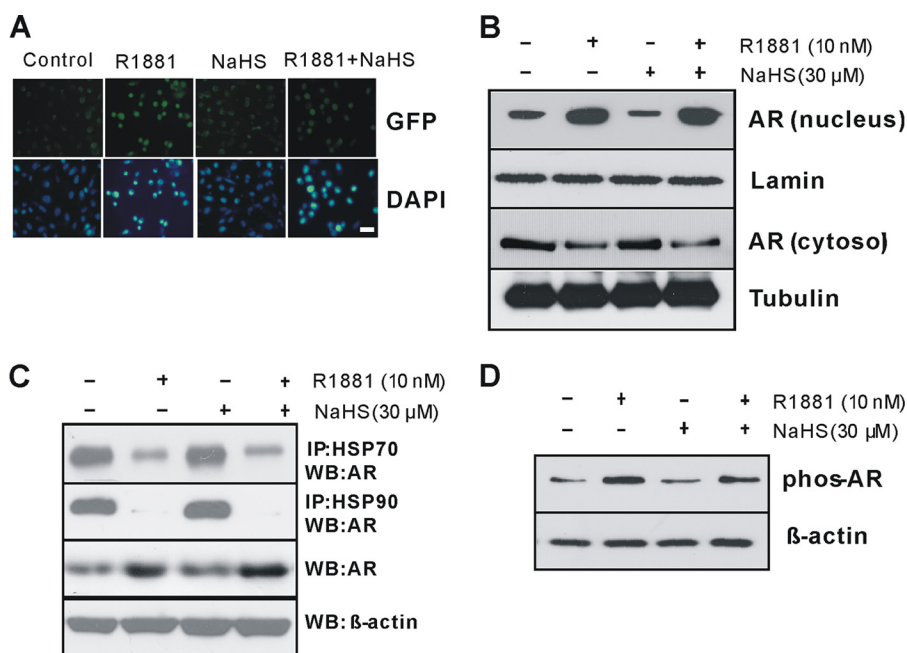 A
Control R1881 NaHS R1881+NaHS
GFP
DAPI
B
– + – + R1881 (10 nM)
– – + + NaHS (30 µM)
AR (nucleus)
Lamin
AR (cytosol)
Tubulin
C
– + – + R1881 (10 nM)
– – + + NaHS (30 µM)
IP:HSP70
WB:AR
IP:HSP90
WB:AR
WB:AR
WB: ß-actin
D
– + – + R1881 (10 nM)
– – + + NaHS (30 µM)
phos-AR
ß-actin